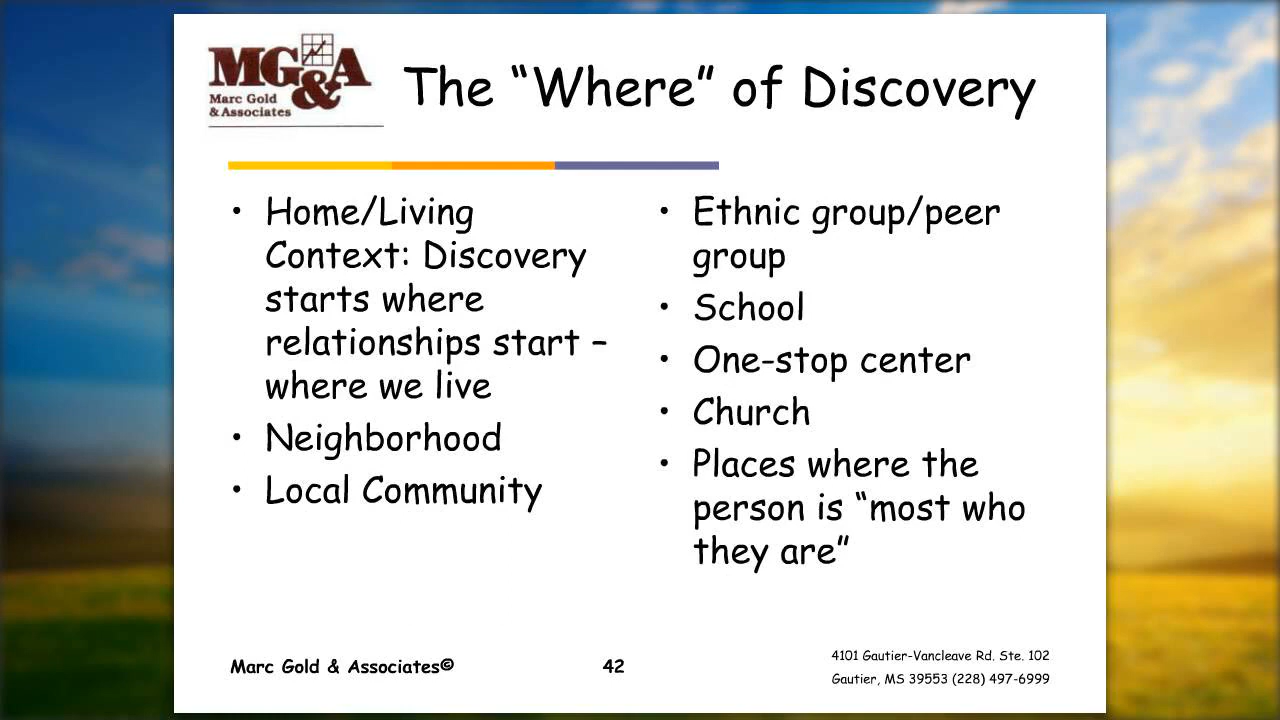 MG&A
Marc Gold
& Associates
The “Where” of Discovery
• Home/Living
Context: Discovery
starts where
relationships start –
where we live
• Neighborhood
• Local Community
• Ethnic group/peer
group
• School
• One-stop center
• Church
• Places where the
person is “most who
they are”
Marc Gold & Associates©
42
4101 Gautier-Vancleave Rd. Ste. 102
Gautier, MS 39553 (228) 497-6999